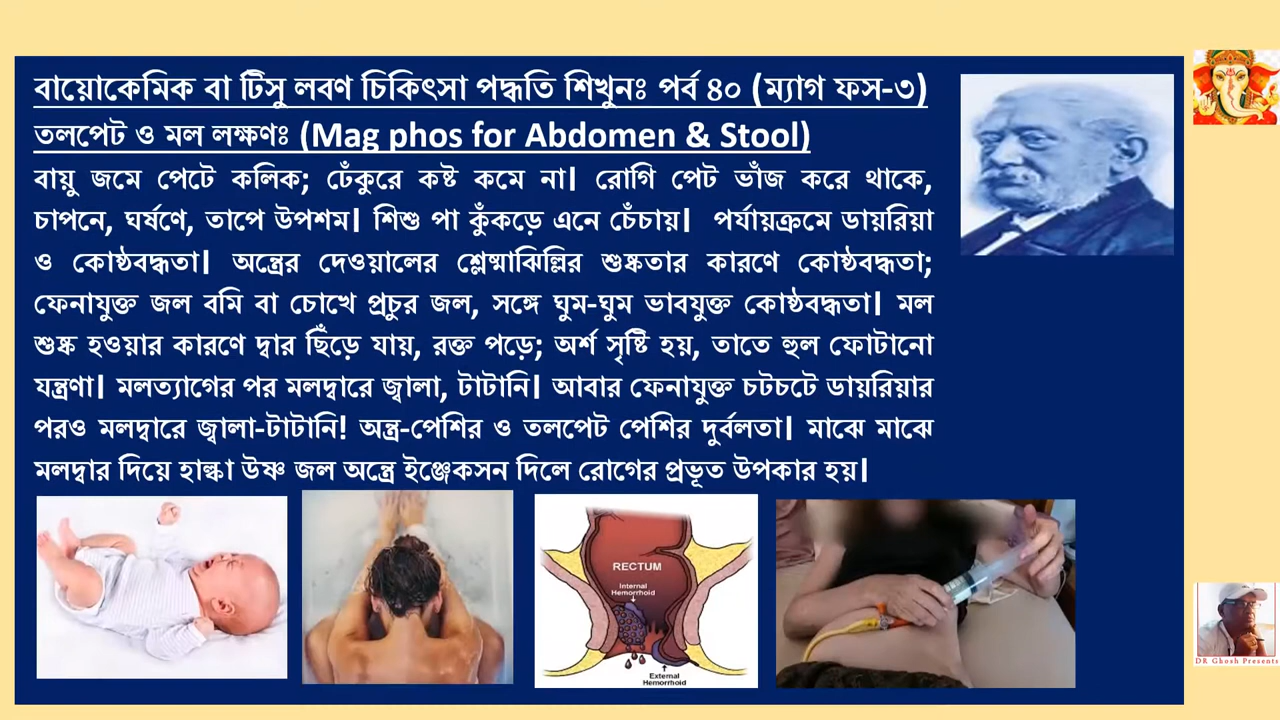 বায়োকেমিক বা টিসু লবণ চিকিৎসা পদ্ধতি শিখুনঃ পর্ব ৪০ (ম্যাগ ফস-৩)
তলপেট ও মল লক্ষণঃ (Mag phos for Abdomen & Stool)
বায়ু জমে পেটে কলিক; ঢেঁকুরে কষ্ট কমে না। রোগি পেট ভাঁজ করে থাকে,
চাপনে, ঘর্ষণে, তাপে উপশম। শিশু পা কুঁকড়ে এনে চেঁচায়। পর্যায়ক্রমে ডায়রিয়া
ও কোষ্ঠবদ্ধতা। অন্ত্রের দেওয়ালের শ্লেষ্মাঝিল্লির শুষ্কতার কারণে কোষ্ঠবদ্ধতা;
ফেনাযুক্ত জল বমি বা চোখে প্রচুর জল, সঙ্গে ঘুম-ঘুম ভাবযুক্ত কোষ্ঠবদ্ধতা। মল
শুষ্ক হওয়ার কারণে দ্বার ছিঁড়ে যায়, রক্ত পড়ে; অর্শ সৃষ্টি হয়, তাতে হুল ফোটানো
যন্ত্রণা। মলত্যাগের পর মলদ্বারে জ্বালা, টাটানি। আবার ফেনাযুক্ত চটচটে ডায়রিয়ার
পরও মলদ্বারে জ্বালা-টাটানি! অন্ত্র-পেশির ও তলপেট পেশির দুর্বলতা। মাঝে মাঝে
মলদ্বার দিয়ে হাল্কা উষ্ণ জল অন্ত্রে ইঞ্জেকসন দিলে রোগের প্রভূত উপকার হয়।
RECTUM
Internal
Hemorrhoid
External
Hemorrhoid
DR Ghosh Presents